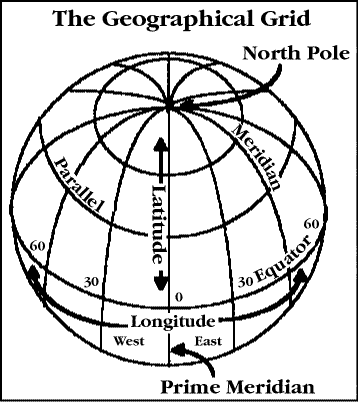 The Geographical Grid
North Pole
Meridian
Parallel
Latitude
60
60
Equator
30
30
0
Longitude
West
East
Prime Meridian